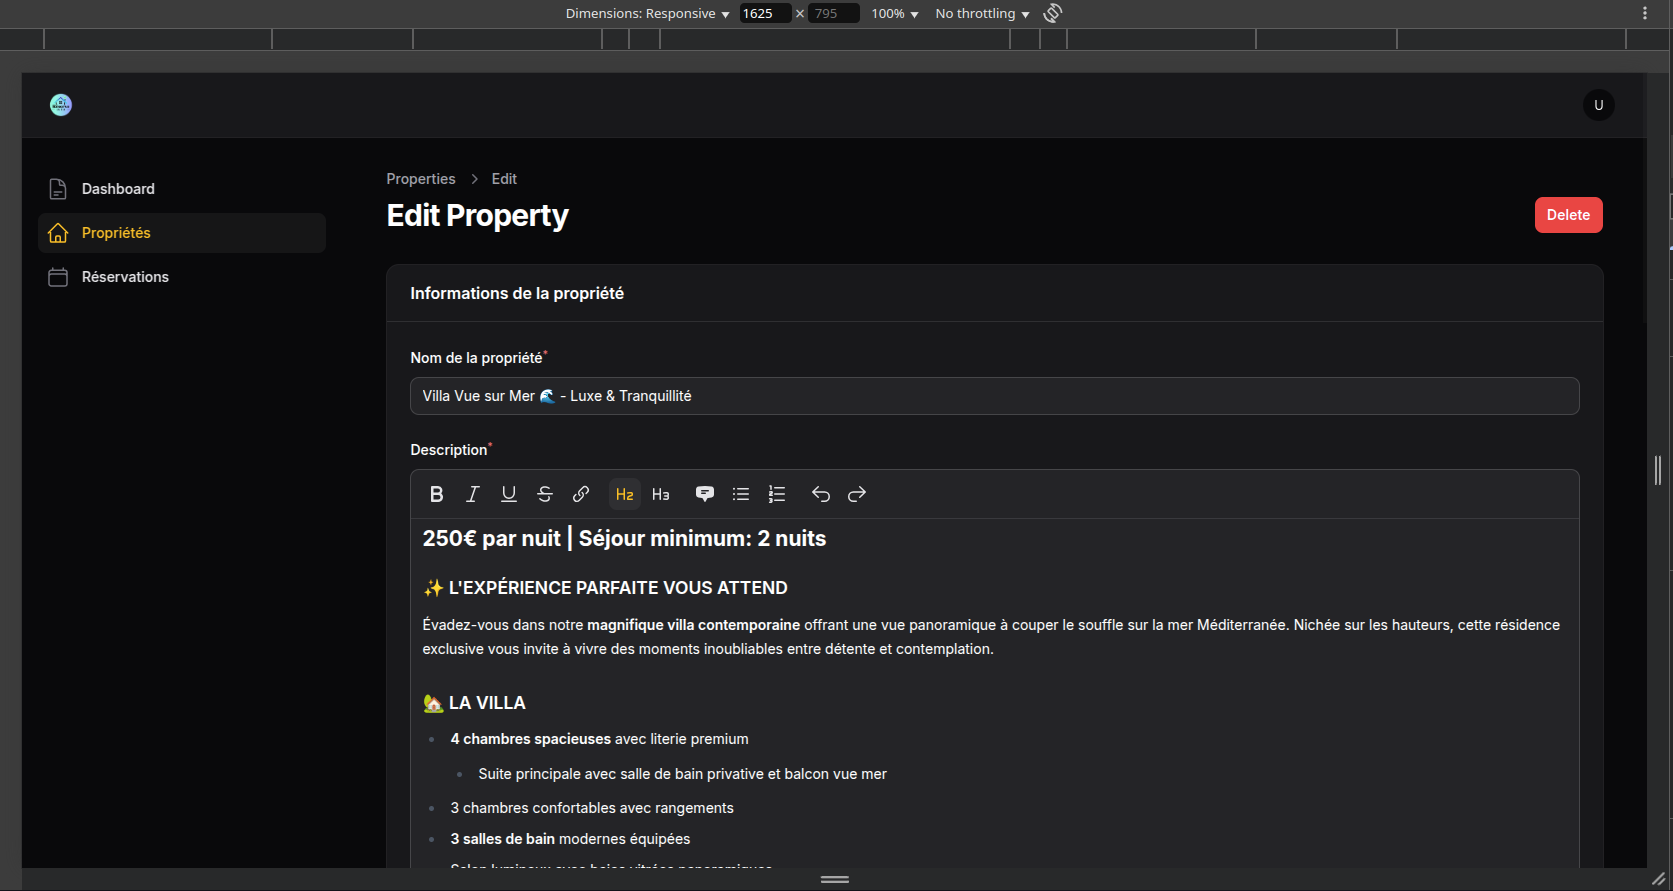 Dimensions: Responsive 1625 × 795 100% No throttling
U
Dashboard
Propriétés
Réservations
Properties > Edit
Edit Property
Delete
Informations de la propriété
Nom de la propriété*
Villa Vue sur Mer 🌊 - Luxe & Tranquillité
Description*
B I U S H2 H3
250€ par nuit | Séjour minimum: 2 nuits
✨ L'EXPÉRIENCE PARFAITE VOUS ATTEND
Évadez-vous dans notre magnifique villa contemporaine offrant une vue panoramique à couper le souffle sur la mer Méditerranée. Nichée sur les hauteurs, cette résidence
exclusive vous invite à vivre des moments inoubliables entre détente et contemplation.
🏡 LA VILLA
4 chambres spacieuses avec literie premium
Suite principale avec salle de bain privative et balcon vue mer
3 chambres confortables avec rangements
3 salles de bain modernes équipées